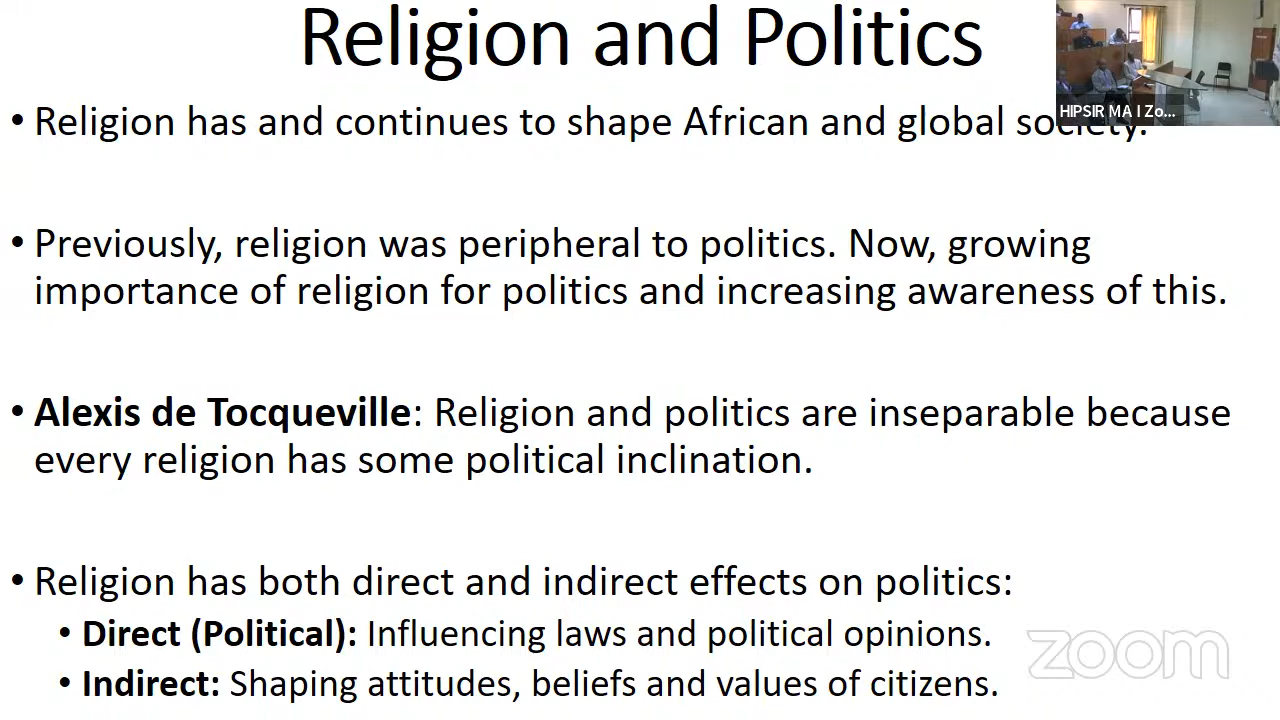 Religion and Politics
• Religion has and continues to shape African and global society.
HIPSIR MA I Zo...
• Previously, religion was peripheral to politics. Now, growing
importance of religion for politics and increasing awareness of this.
• Alexis de Tocqueville: Religion and politics are inseparable because
every religion has some political inclination.
• Religion has both direct and indirect effects on politics:
• Direct (Political): Influencing laws and political opinions.
• Indirect: Shaping attitudes, beliefs and values of citizens.
zoom